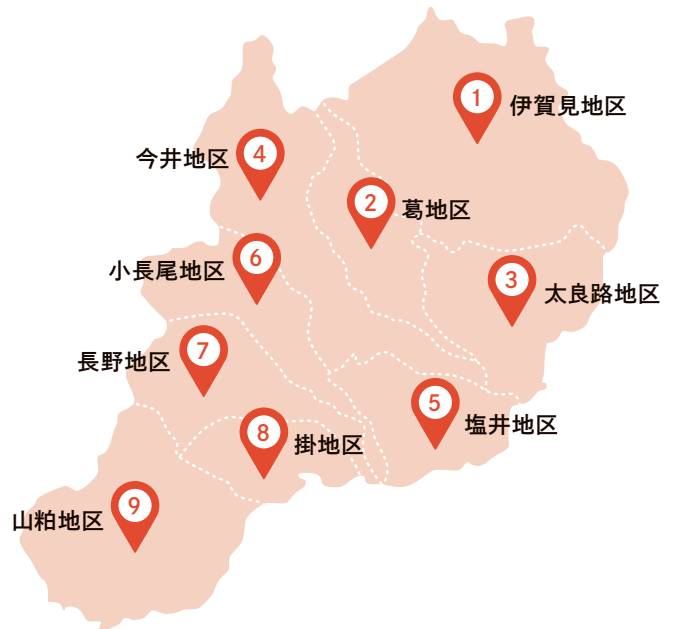 1
伊賀見地区
4
今井地区
2
葛地区
6
小長尾地区
3
太良路地区
7
長野地区
5
塩井地区
8
掛地区
9
山粕地区